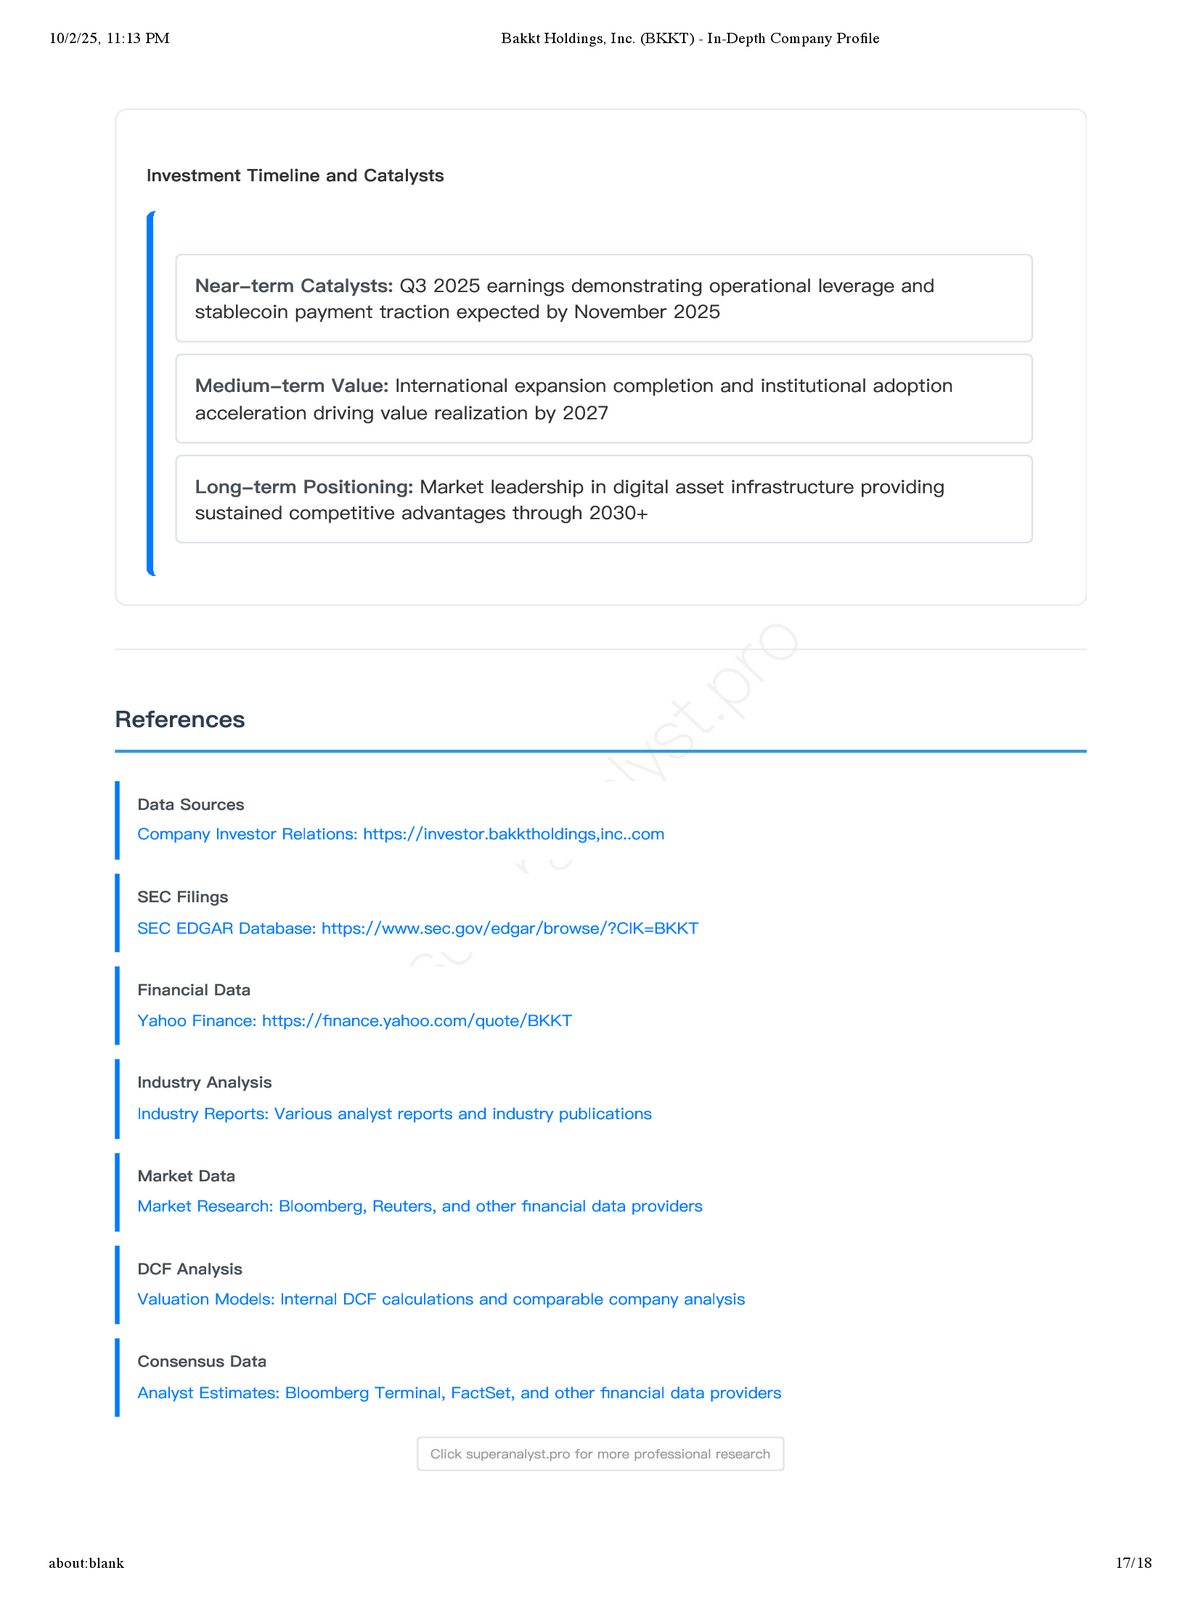 10/2/25, 11:13 PM
Bakkt Holdings, Inc. (BKKT) - In-Depth Company Profile
Investment Timeline and Catalysts
Near-term Catalysts: Q3 2025 earnings demonstrating operational leverage and
stablecoin payment traction expected by November 2025
Medium-term Value: International expansion completion and institutional adoption
acceleration driving value realization by 2027
Long-term Positioning: Market leadership in digital asset infrastructure providing
sustained competitive advantages through 2030+
References
Data Sources
Company Investor Relations: https://investor.bakktholdings,inc..com
SEC Filings
SEC EDGAR Database: https://www.sec.gov/edgar/browse/?CIK=BKKT
Financial Data
Yahoo Finance: https://finance.yahoo.com/quote/BKKT
Industry Analysis
Industry Reports: Various analyst reports and industry publications
Market Data
Market Research: Bloomberg, Reuters, and other financial data providers
DCF Analysis
Valuation Models: Internal DCF calculations and comparable company analysis
Consensus Data
Analyst Estimates: Bloomberg Terminal, FactSet, and other financial data providers
Click superanalyst.pro for more professional research
about:blank
17/18